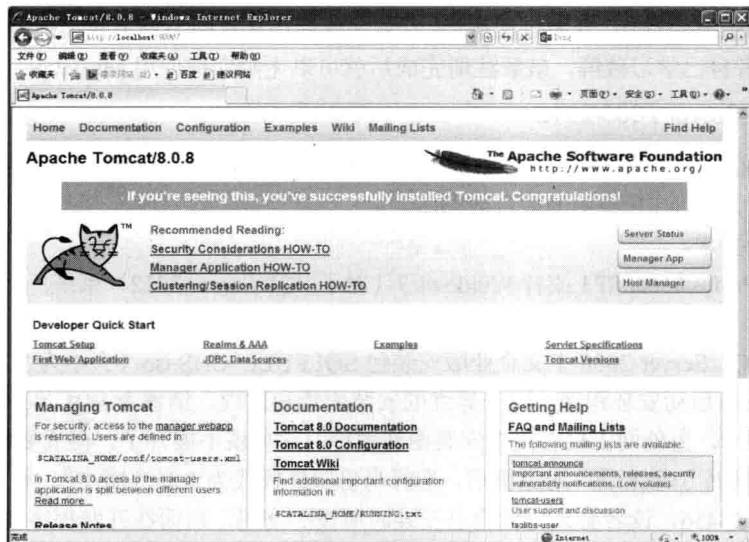 Apache Tomcat/8.0.8 - Windows Internet Explorer
http://localhost
文件(F) 编辑(E) 查看(V) 收藏夹(A) 工具(T) 帮助(H)
收藏夹 百度 建议网站
Apache Tomcat/8.0.8
页面(P) 安全(S) 工具(O)
Home Documentation Configuration Examples Wiki Mailing Lists Find Help
Apache Tomcat/8.0.8
The Apache Software Foundation
http://www.apache.org/
If you're seeing this, you've successfully installed Tomcat. Congratulations!
TM
Recommended Reading:
Security Considerations HOW-TO
Manager Application HOW-TO
Clustering/Session Replication HOW-TO
Server Status
Manager App
Host Manager
Developer Quick Start
Tomcat Setup Realms & AAA Examples Servlet Specifications
First Web Application JDBC DataSources Tomcat Versions
Managing Tomcat
For security, access to the manager webapp
is restricted. Users are defined in:
$CATALINA_HOME/conf/tomcat-users.xml
In Tomcat 8.0 access to the manager
application is split between different users.
Read more...
Release Notes
Documentation
Tomcat 8.0 Documentation
Tomcat 8.0 Configuration
Tomcat Wiki
Find additional important configuration
information in:
$CATALINA_HOME/RUNNING.txt
Getting Help
FAQ and Mailing Lists
The following mailing lists are available:
tomcat-announce
Important announcements, releases, security
vulnerability notifications. (Low volume).
tomcat-users
User support and discussion
taglibs-user
完成 Internet 100%